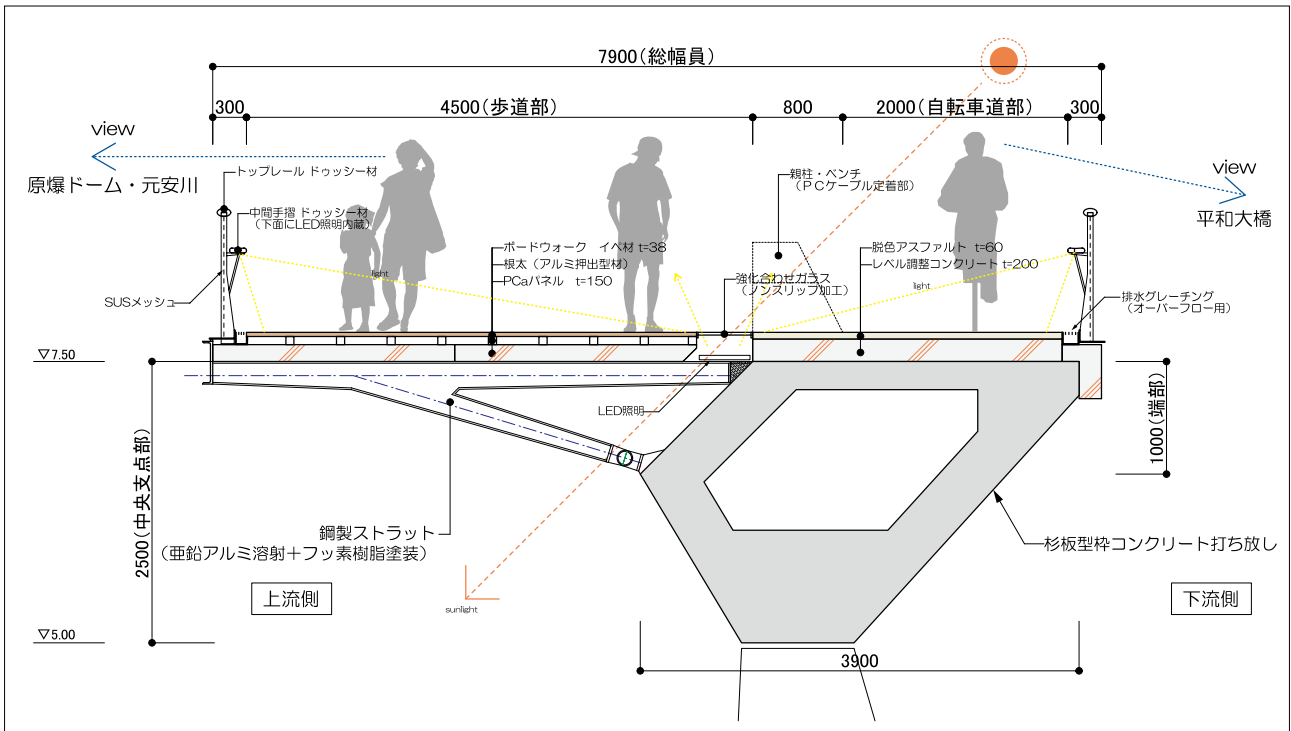 7900(総幅員)
300
4500(歩道部)
800
2000(自転車道部)
300
view
原爆ドーム・元安川
view
平和大橋
トップレール ドゥッシー材
中間手摺 ドゥッシー材
(下面にLED照明内蔵)
親柱・ベンチ
(PCケーブル定着部)
ボードウォーク イペ材 t=38
根太(アルミ押出型材)
PCaパネル t=150
light
脱色アスファルト t=60
レベル調整コンクリート t=200
強化合わせガラス
(ノンスリップ加工)
light
SUSメッシュ
排水グレーチング
(オーバーフロー用)
▽7.50
LED照明
2500(中央支点部)
1000(端部)
鋼製ストラット
(亜鉛アルミ溶射+フッ素樹脂塗装)
杉板型枠コンクリート打ち放し
上流側
sunlight
下流側
▽5.00
3900